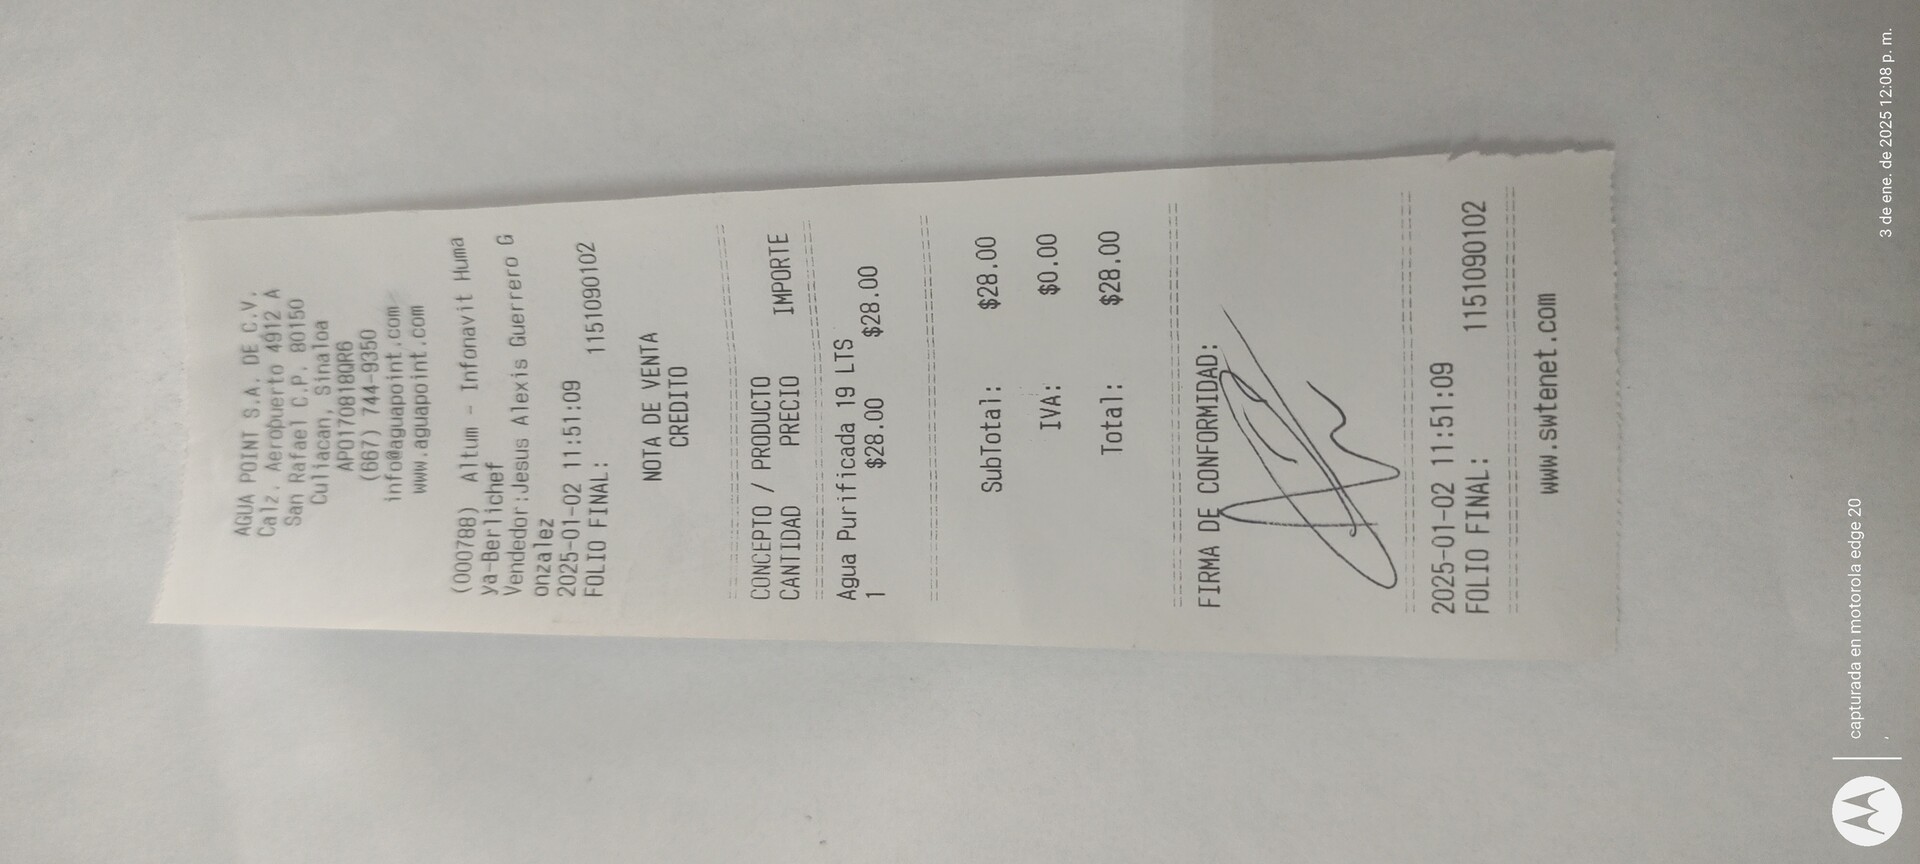 AGUA POINT S.A. DE C.V.
Calz. Aeropuerto 4912 A
San Rafael C.P. 80150
Culiacan, Sinaloa
APO170818QR6
(667) 744-9350
info@aguapoint.com
www.aguapoint.com
(000788) Altum - Infonavit Huma
ya-Berlichef
Vendedor:Jesus Alexis Guerrero G
onzalez
2025-01-02 11:51:09
FOLIO FINAL: 1151090102
NOTA DE VENTA
CREDITO
CONCEPTO / PRODUCTO
CANTIDAD PRECIO IMPORTE
Agua Purificada 19 LTS
1 $28.00 $28.00
SubTotal: $28.00
IVA: $0.00
Total: $28.00
FIRMA DE CONFORMIDAD:
2025-01-02 11:51:09
FOLIO FINAL: 1151090102
www.swtenet.com
capturada en motorola edge 20
3 de ene. de 2025 12:08 p. m.